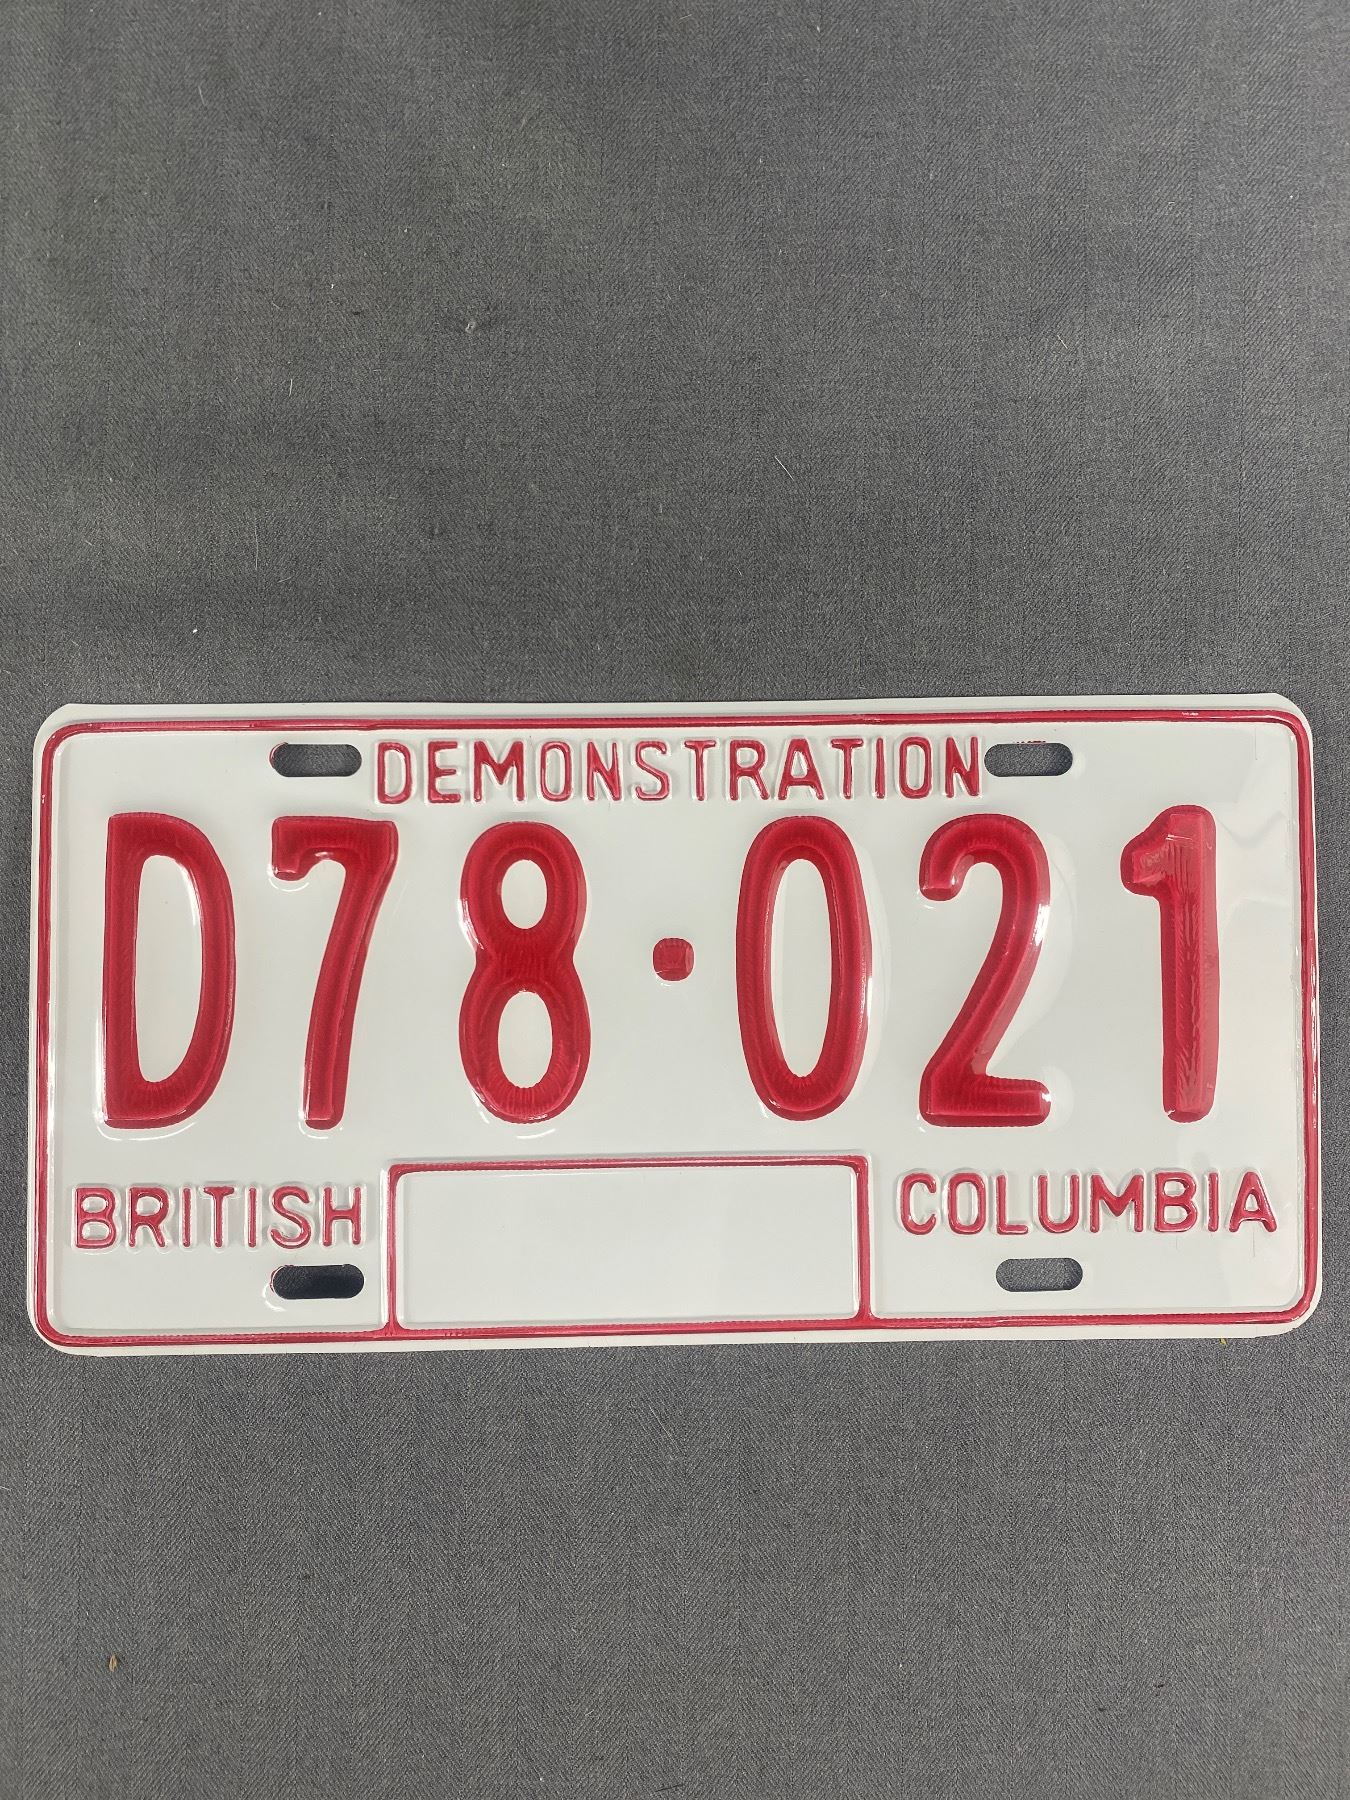 DEMONSTRATION
D78·021
BRITISH COLUMBIA